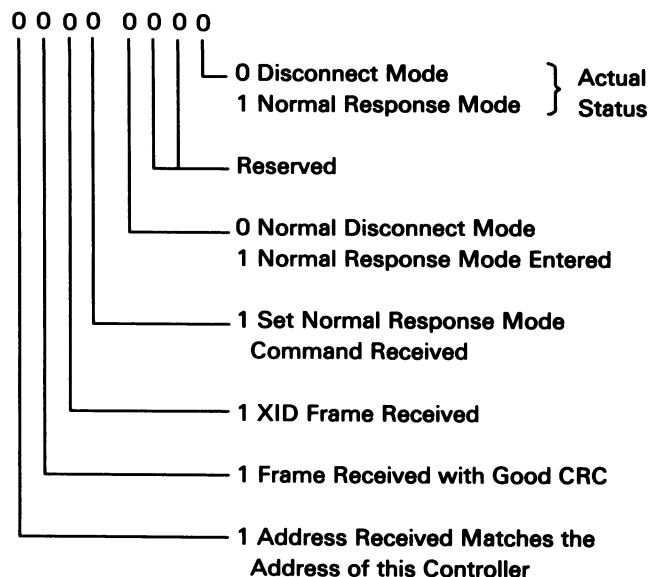 0 0 0 0 0 0 0 0
0 Disconnect Mode
1 Normal Response Mode
} Actual
Status
Reserved
0 Normal Disconnect Mode
1 Normal Response Mode Entered
1 Set Normal Response Mode
Command Received
1 XID Frame Received
1 Frame Received with Good CRC
1 Address Received Matches the
Address of this Controller